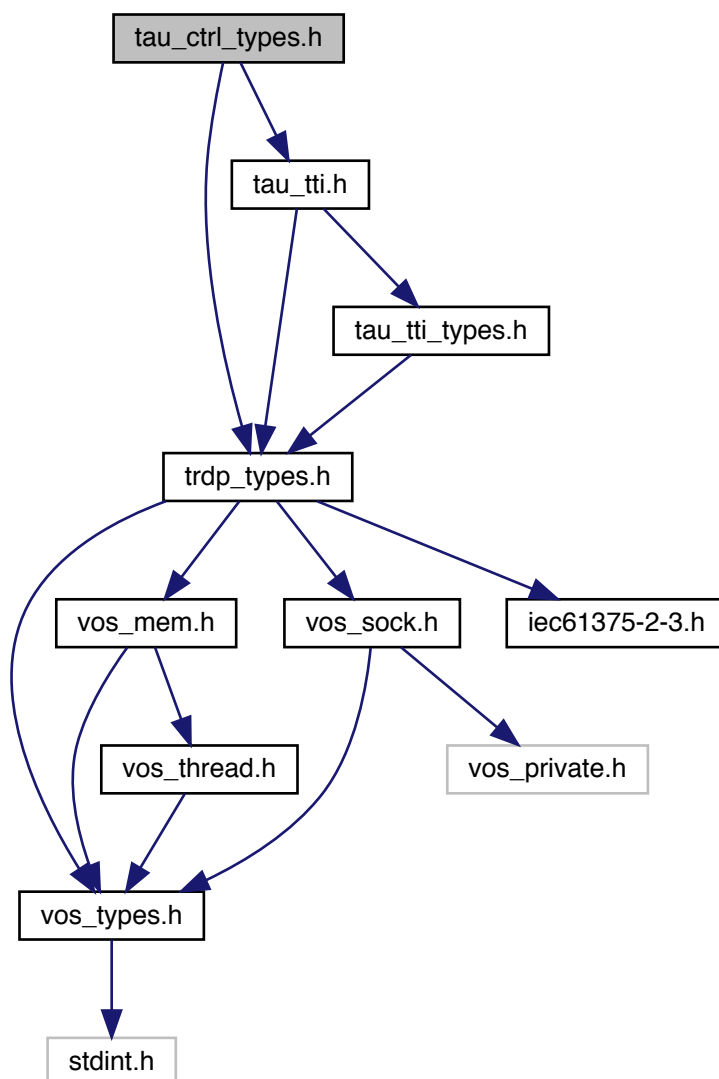 tau_ctrl_types.h
tau_tti.h
tau_tti_types.h
trdp_types.h
vos_mem.h
vos_sock.h
iec61375-2-3.h
vos_thread.h
vos_private.h
vos_types.h
stdint.h